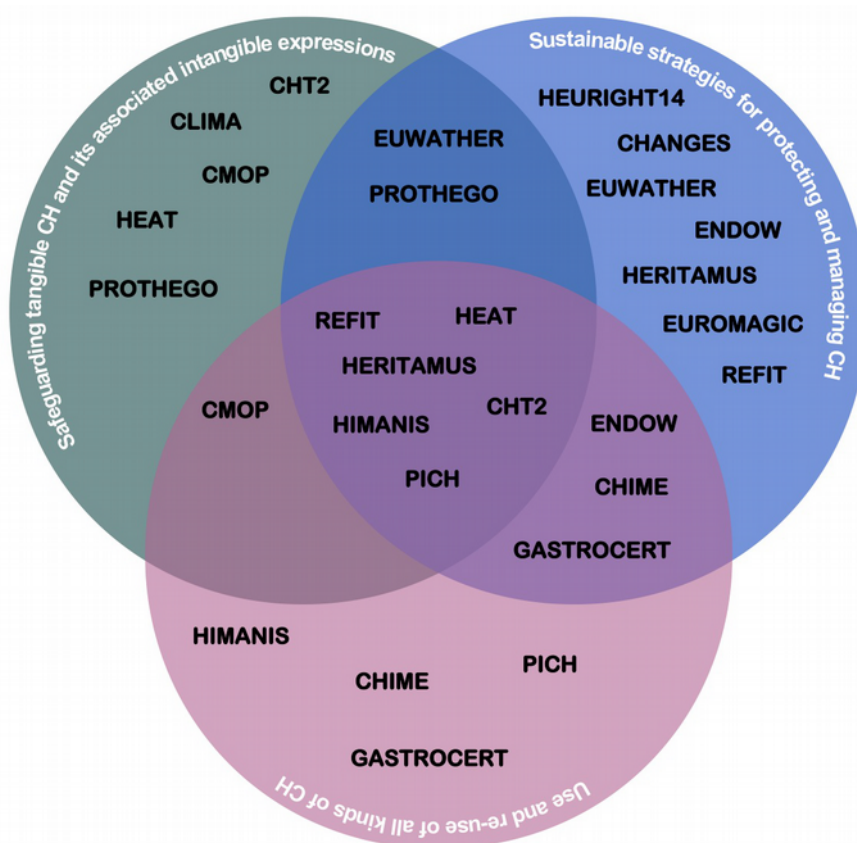 Safeguarding tangible CH and its associated intangible expressions
Sustainable strategies for protecting and managing CH
Use and re-use of all kinds of CH
CHT2
CLIMA
CMOP
HEAT
PROTHEGO
EUWATHER
PROTHEGO
HEURIGHT14
CHANGES
EUWATHER
ENDOW
HERITAMUS
EUROMAGIC
REFIT
REFIT
HEAT
HERITAMUS
CHT2
HIMANIS
PICH
CMOP
ENDOW
CHIME
GASTROCERT
HIMANIS
PICH
CHIME
GASTROCERT